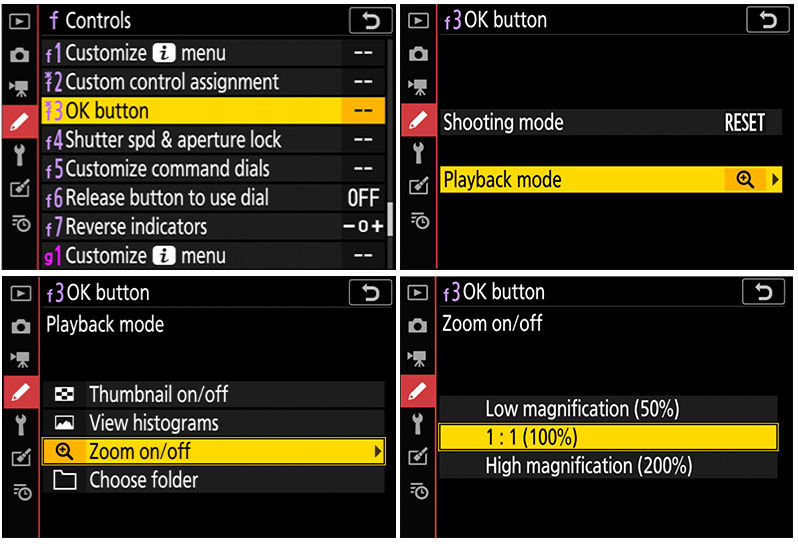 f Controls
f1 Customize i menu --
*f2 Custom control assignment --
*f3 OK button --
f4 Shutter spd & aperture lock --
f5 Customize command dials --
f6 Release button to use dial OFF
f7 Reverse indicators −0+
g1 Customize i menu --
f3 OK button
Shooting mode RESET
Playback mode
f3 OK button
Playback mode
Thumbnail on/off
View histograms
Zoom on/off
Choose folder
f3 OK button
Zoom on/off
Low magnification (50%)
1 : 1 (100%)
High magnification (200%)